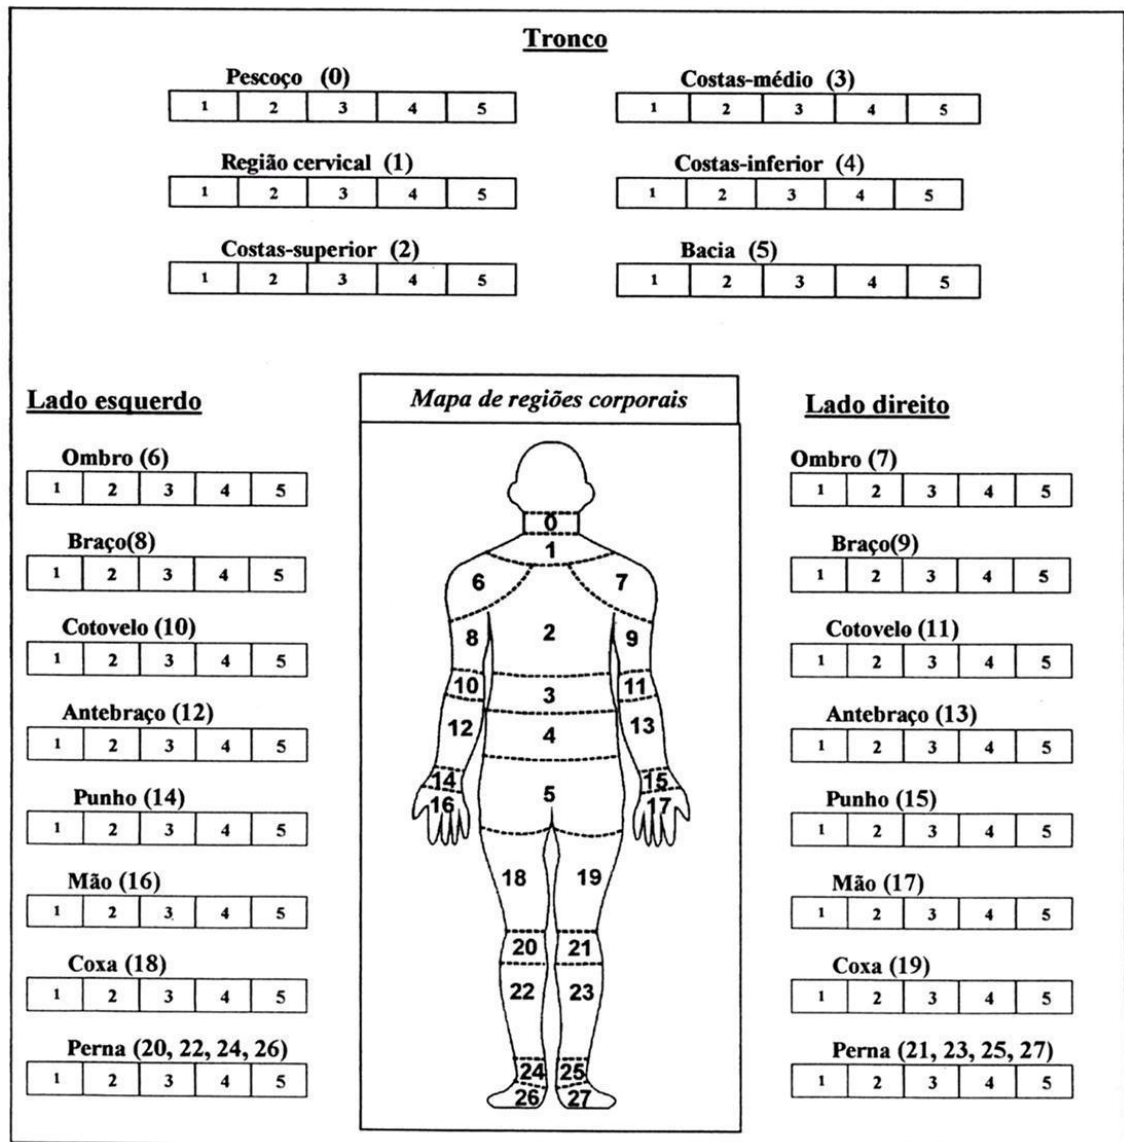 Tronco
Pescoço (0)
1 2 3 4 5
Costas-médio (3)
1 2 3 4 5
Região cervical (1)
1 2 3 4 5
Costas-inferior (4)
1 2 3 4 5
Costas-superior (2)
1 2 3 4 5
Bacia (5)
1 2 3 4 5
Lado esquerdo
Ombro (6)
1 2 3 4 5
Braço(8)
1 2 3 4 5
Cotovelo (10)
1 2 3 4 5
Antebraço (12)
1 2 3 4 5
Punho (14)
1 2 3 4 5
Mão (16)
1 2 3 4 5
Coxa (18)
1 2 3 4 5
Perna (20, 22, 24, 26)
1 2 3 4 5
Mapa de regiões corporais
0
1
6 7
8 2 9
10 3 11
12 4 13
14 15
16 5 17
18 19
20 21
22 23
24 25
26 27
Lado direito
Ombro (7)
1 2 3 4 5
Braço(9)
1 2 3 4 5
Cotovelo (11)
1 2 3 4 5
Antebraço (13)
1 2 3 4 5
Punho (15)
1 2 3 4 5
Mão (17)
1 2 3 4 5
Coxa (19)
1 2 3 4 5
Perna (21, 23, 25, 27)
1 2 3 4 5